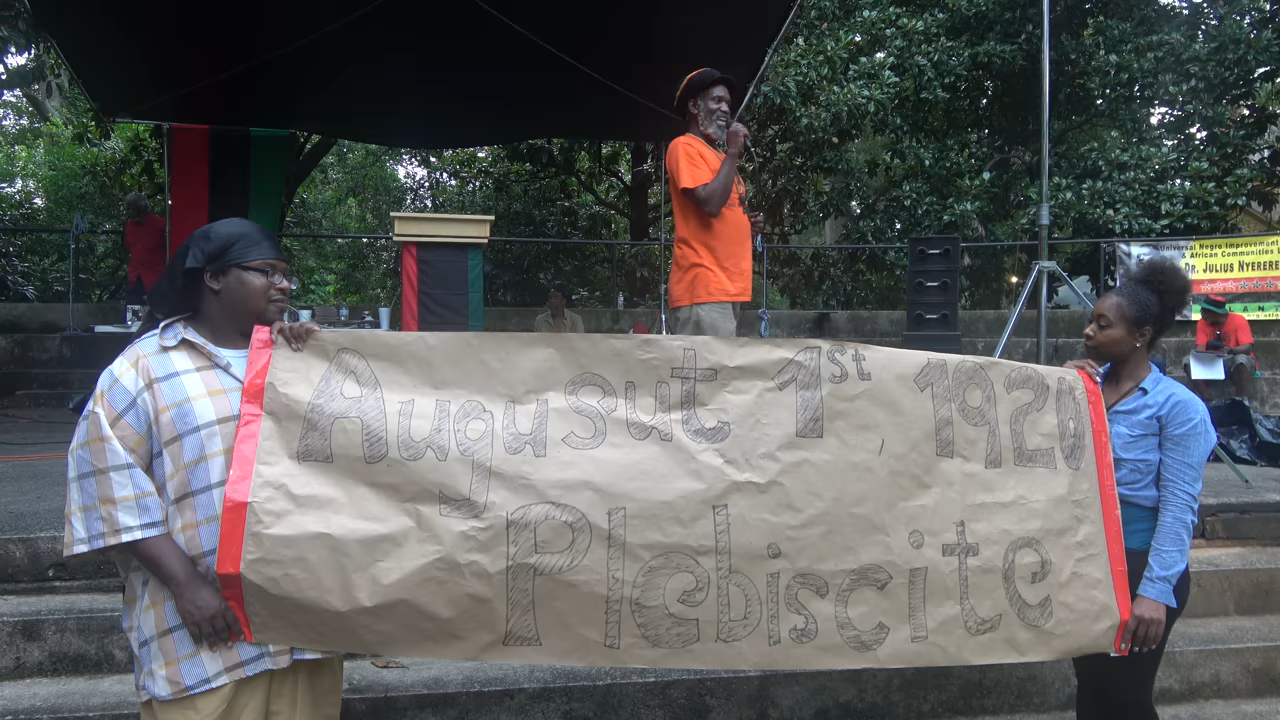 Universal Negro Improvement
& African Communities L
DR. JULIUS NYERERE
Augusut 1st, 1920
Plebiscite